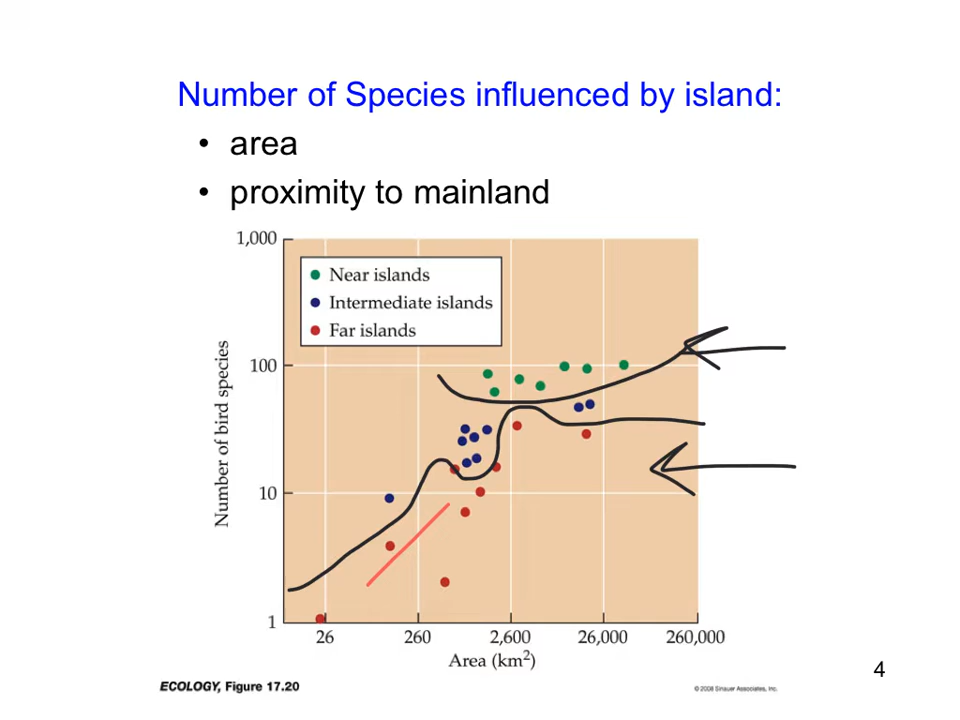 Number of Species influenced by island:
• area
• proximity to mainland
1,000
100
10
1
Number of bird species
Near islands
Intermediate islands
Far islands
26 260 2,600 26,000 260,000
Area (km²)
4
ECOLOGY, Figure 17.20
© 2008 Sinauer Associates, Inc.